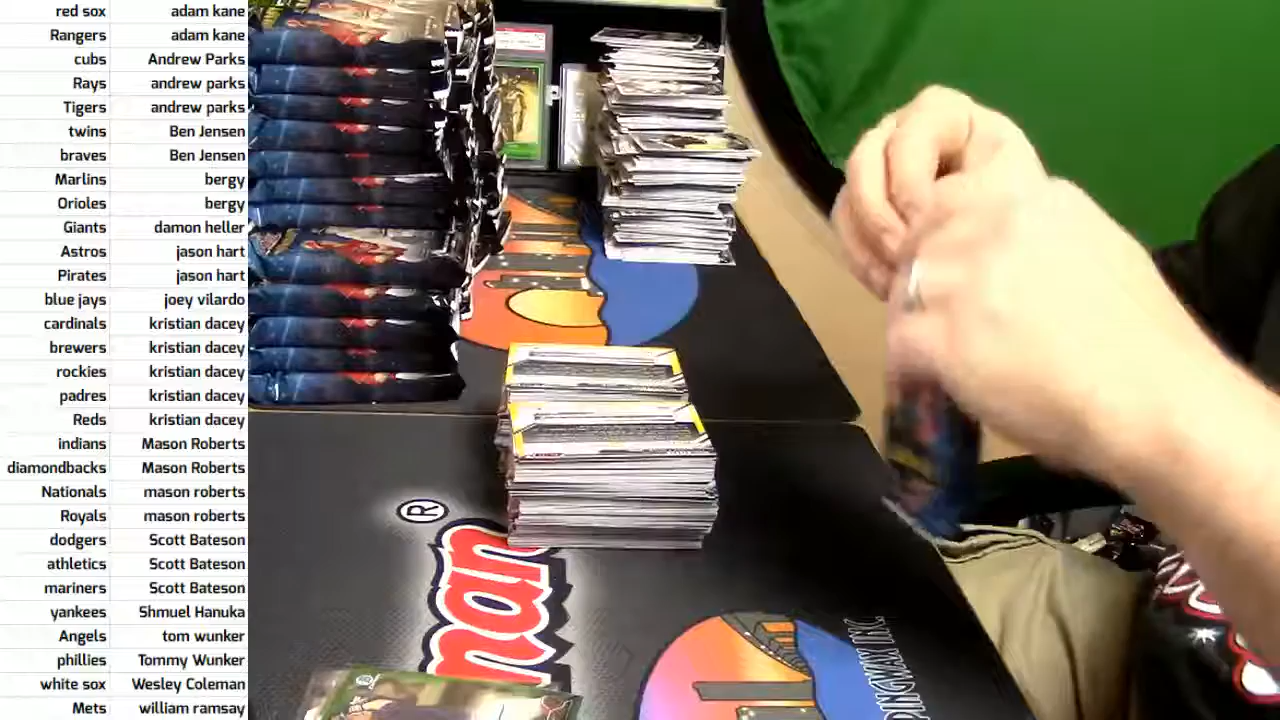 red sox adam kane
Rangers adam kane
cubs Andrew Parks
Rays andrew parks
Tigers andrew parks
twins Ben Jensen
braves Ben Jensen
Marlins bergy
Orioles bergy
Giants damon heller
Astros jason hart
Pirates jason hart
blue jays joey vilardo
cardinals kristian dacey
brewers kristian dacey
rockies kristian dacey
padres kristian dacey
Reds kristian dacey
indians Mason Roberts
diamondbacks Mason Roberts
Nationals mason roberts
Royals mason roberts
dodgers Scott Bateson
athletics Scott Bateson
mariners Scott Bateson
yankees Shmuel Hanuka
Angels tom wunker
phillies Tommy Wunker
white sox Wesley Coleman
Mets william ramsay
®
PINGWAX INC.